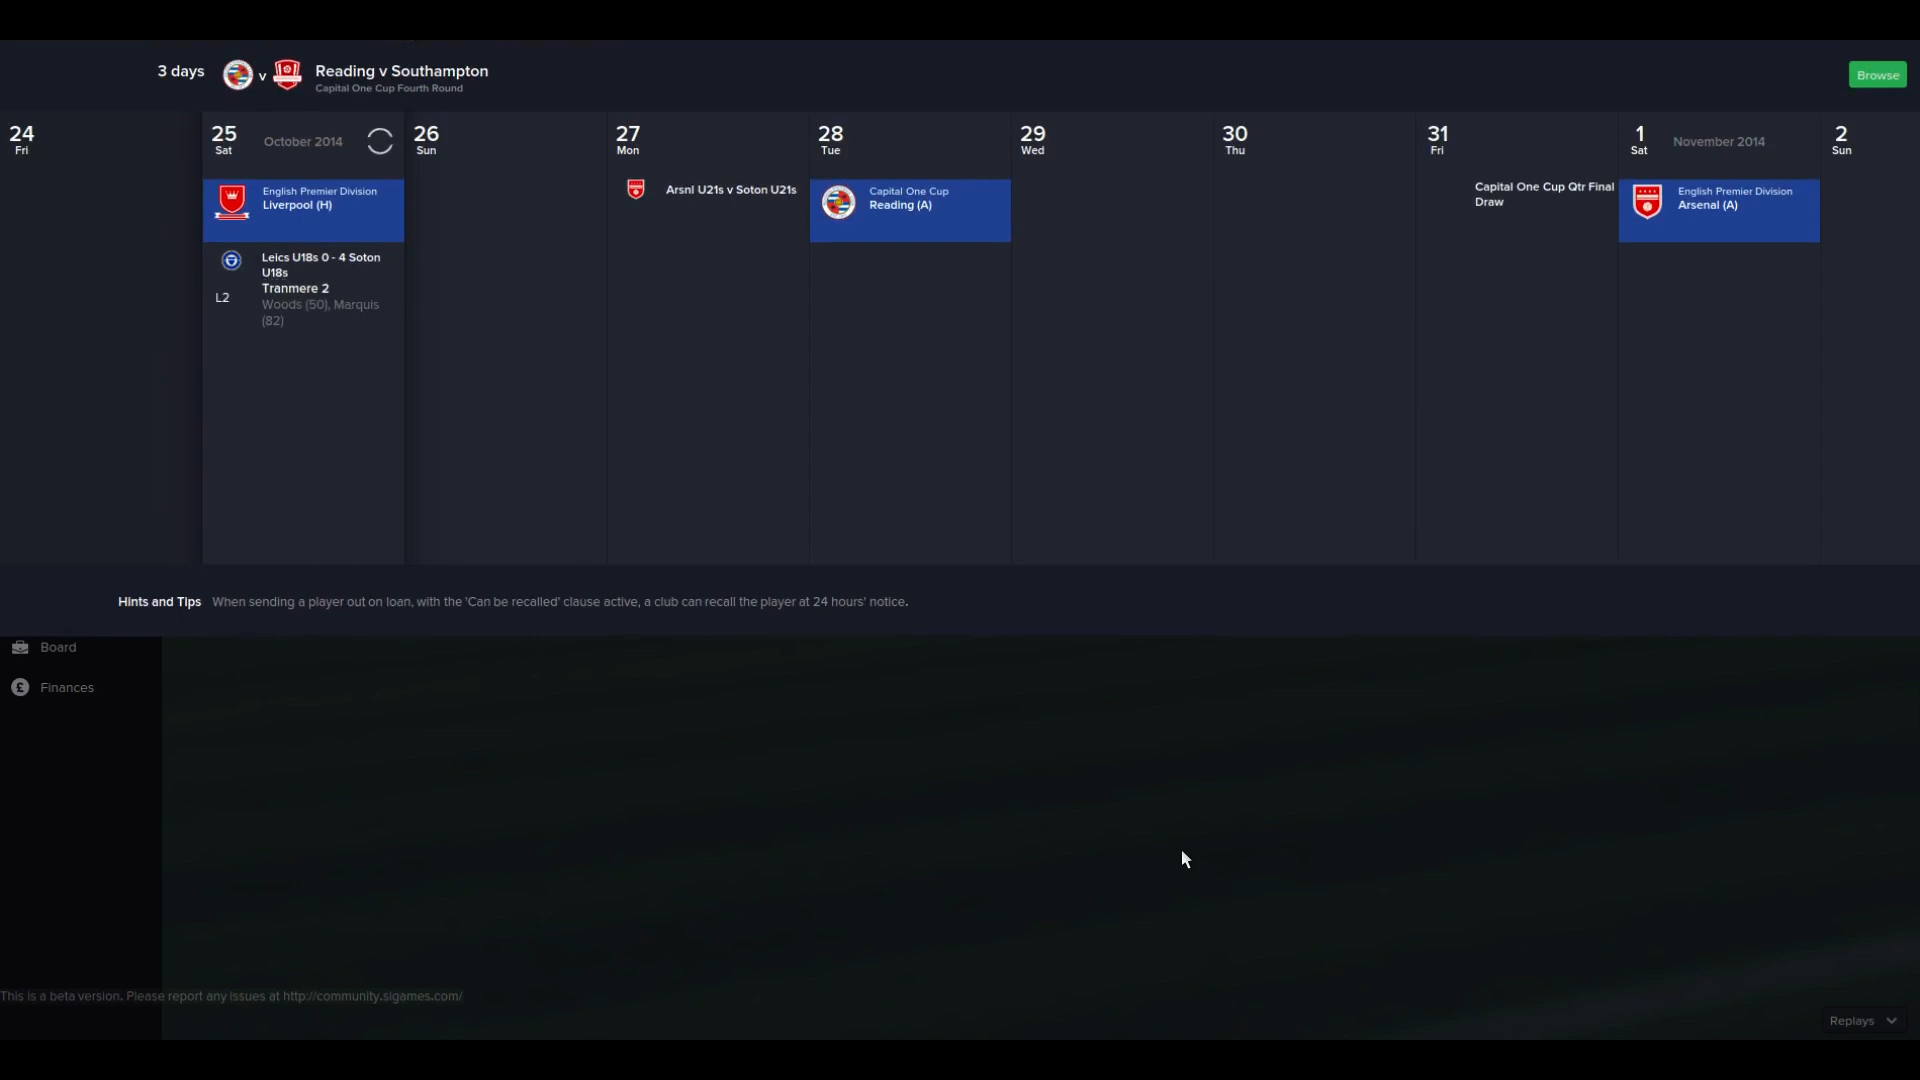 3 days
v
Reading v Southampton
Capital One Cup Fourth Round
Browse
24
Fri
25
Sat
October 2014
26
Sun
27
Mon
28
Tue
29
Wed
30
Thu
31
Fri
1
Sat
November 2014
2
Sun
English Premier Division
Liverpool (H)
Leics U18s 0 - 4 Soton
U18s
L2
Tranmere 2
Woods (50), Marquis
(82)
Arsnl U21s v Soton U21s
Capital One Cup
Reading (A)
Capital One Cup Qtr Final
Draw
English Premier Division
Arsenal (A)
Hints and Tips
When sending a player out on loan, with the 'Can be recalled' clause active, a club can recall the player at 24 hours' notice.
Board
£
Finances
This is a beta version. Please report any issues at http://community.sigames.com/
Replays